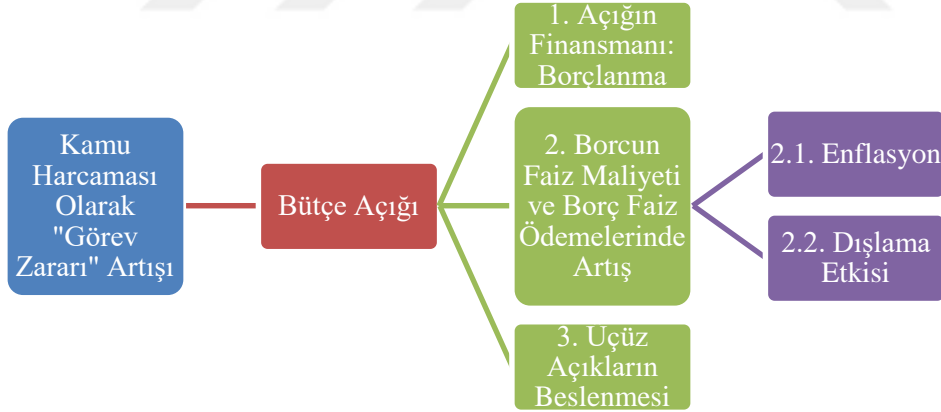 Kamu
Harcaması
Olarak
"Görev
Zararı" Artışı
Bütçe Açığı
1. Açığın
Finansmanı:
Borçlanma
2. Borcun
Faiz Maliyeti
ve Borç Faiz
Ödemelerinde
Artış
2.1. Enflasyon
2.2. Dışlama
Etkisi
3. Uçüz
Açıkların
Beslenmesi